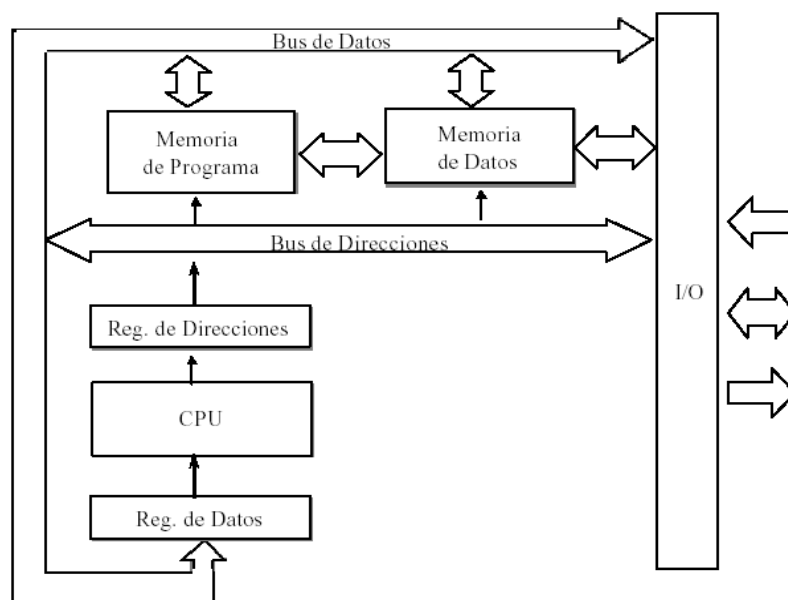 Bus de Datos
Memoria
de Programa
Memoria
de Datos
Bus de Direcciones
I/O
Reg. de Direcciones
CPU
Reg. de Datos